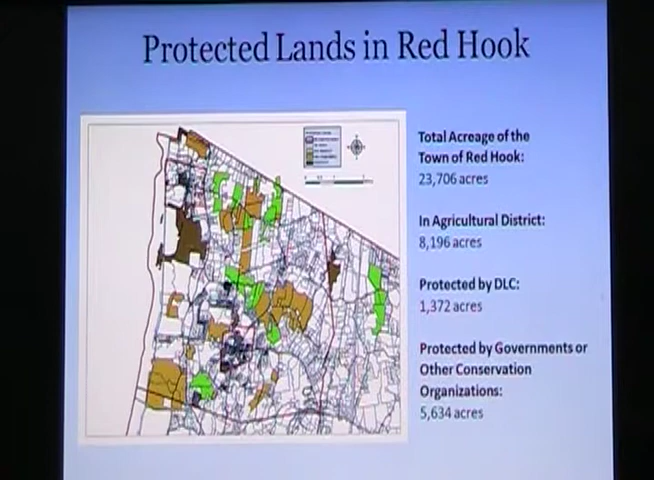 Protected Lands in Red Hook
Total Acreage of the
Town of Red Hook:
23,706 acres
In Agricultural District:
8,196 acres
Protected by DLC:
1,372 acres
Protected by Governments or
Other Conservation
Organizations:
5,634 acres